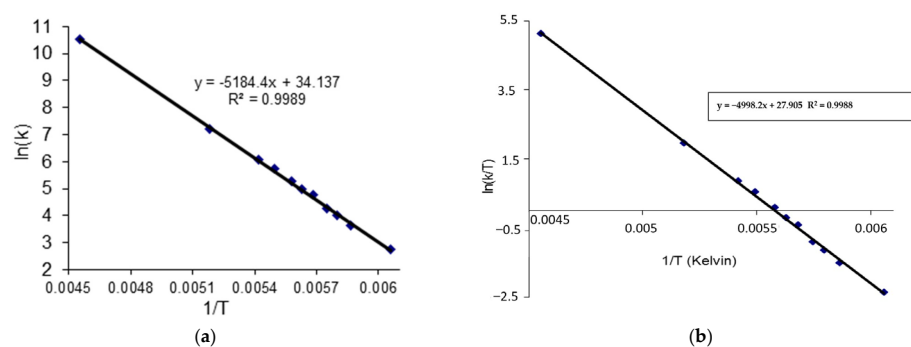 11
10
9
8
7
6
5
4
3
2
ln(k)
y = -5184.4x + 34.137
R² = 0.9989
0.0045 0.0048 0.0051 0.0054 0.0057 0.006
1/T
(a)
5.5
3.5
1.5
−0.5
−2.5
ln(k/T)
y = −4998.2x + 27.905 R² = 0.9988
0.0045 0.005 0.0055 0.006
1/T (Kelvin)
(b)